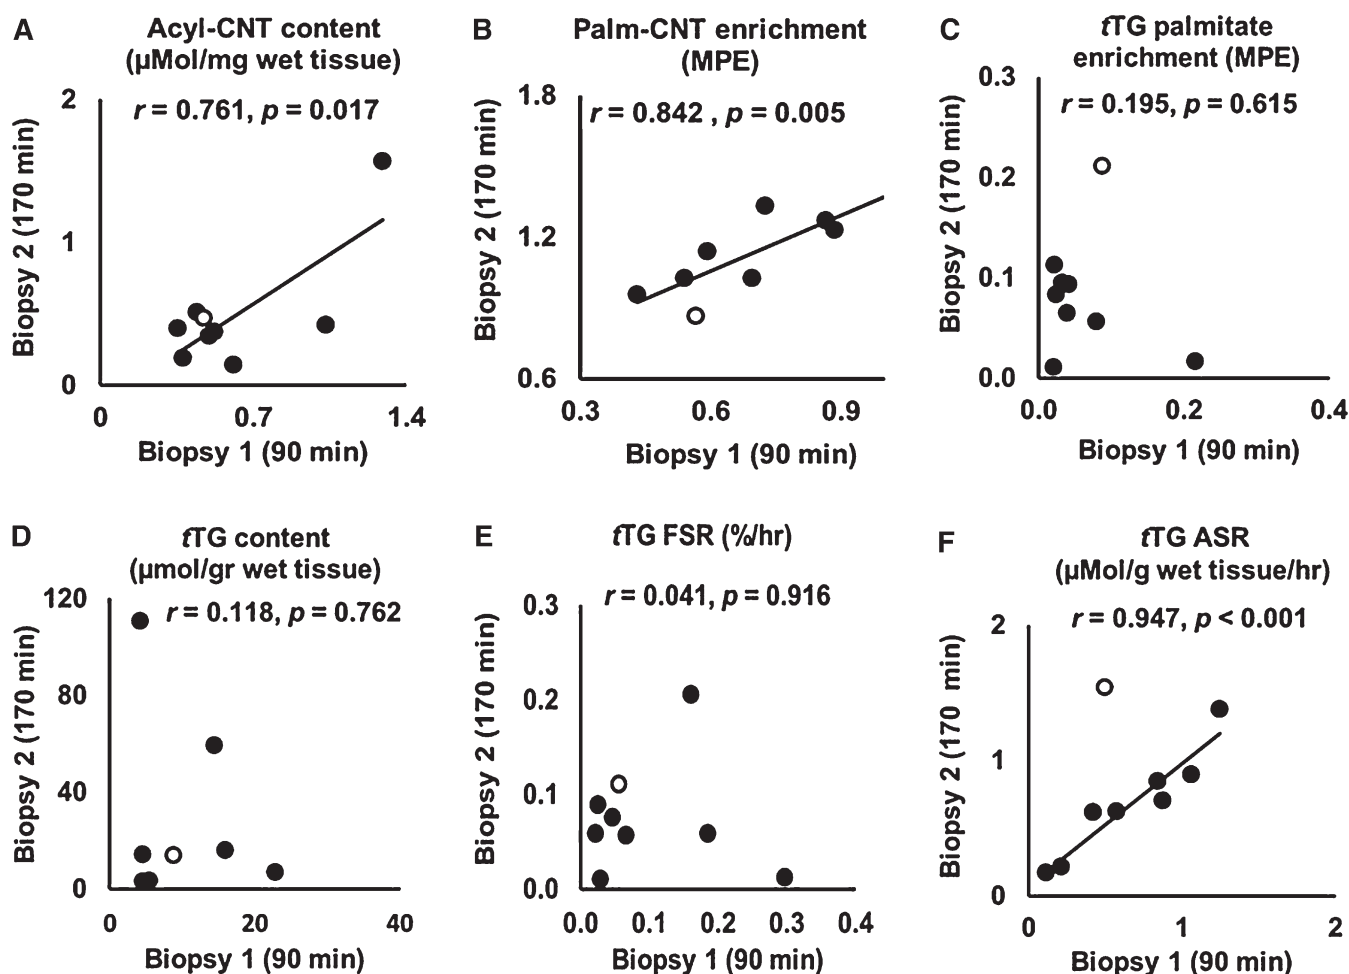 A
Acyl-CNT content
(µMol/mg wet tissue)
r = 0.761, p = 0.017
Biopsy 2 (170 min)
2
1
0
0
0.7
1.4
Biopsy 1 (90 min)
B
Palm-CNT enrichment
(MPE)
r = 0.842 , p = 0.005
Biopsy 2 (170 min)
1.8
1.2
0.6
0.3
0.6
0.9
Biopsy 1 (90 min)
C
tTG palmitate
enrichment (MPE)
r = 0.195, p = 0.615
Biopsy 2 (170 min)
0.3
0.2
0.1
0.0
0.0
0.2
0.4
Biopsy 1 (90 min)
D
tTG content
(µmol/gr wet tissue)
r = 0.118, p = 0.762
Biopsy 2 (170 min)
120
80
40
0
0
20
40
Biopsy 1 (90 min)
E
tTG FSR (%/hr)
r = 0.041, p = 0.916
Biopsy 2 (170 min)
0.3
0.2
0.1
0.0
0.0
0.1
0.2
0.3
0.4
Biopsy 1 (90 min)
F
tTG ASR
(µMol/g wet tissue/hr)
r = 0.947, p < 0.001
Biopsy 2 (170 min)
2
1
0
0
1
2
Biopsy 1 (90 min)